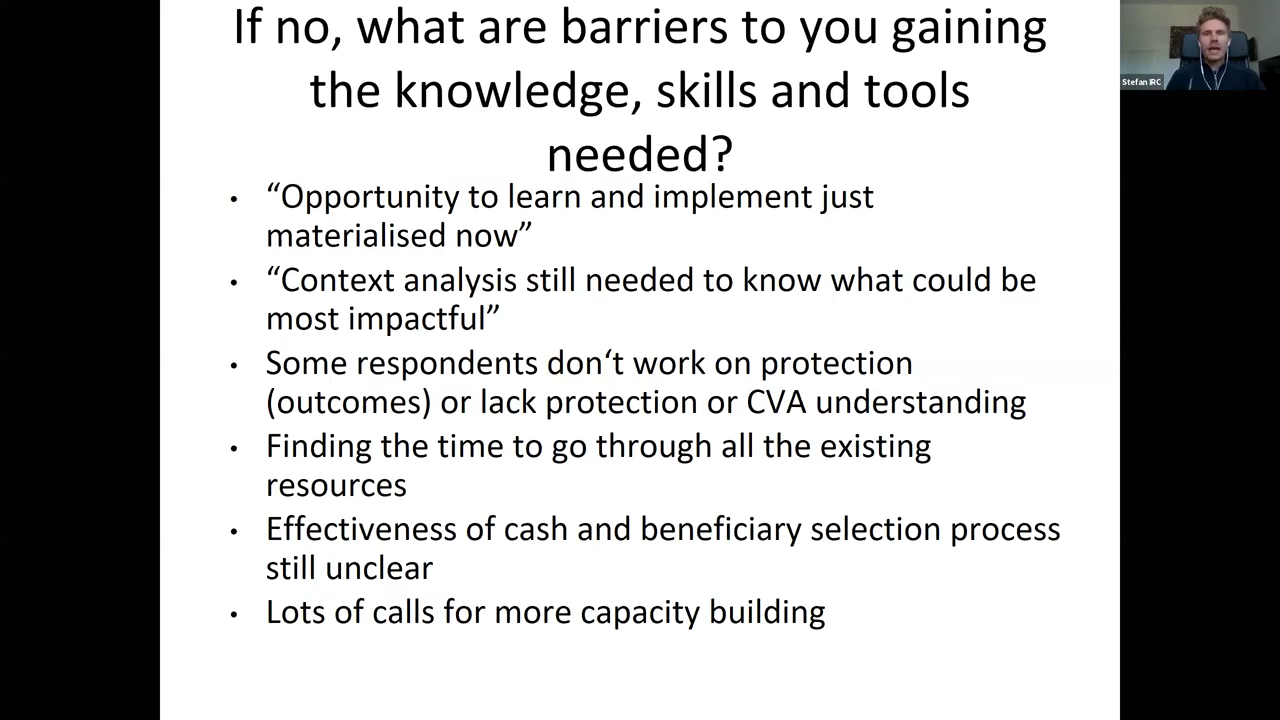 If no, what are barriers to you gaining
the knowledge, skills and tools
needed?
• “Opportunity to learn and implement just
materialised now”
• “Context analysis still needed to know what could be
most impactful”
• Some respondents don‘t work on protection
(outcomes) or lack protection or CVA understanding
• Finding the time to go through all the existing
resources
• Effectiveness of cash and beneficiary selection process
still unclear
• Lots of calls for more capacity building
Stefan IRC